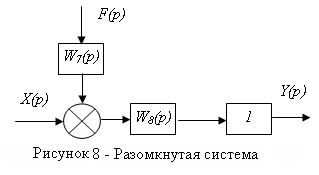 F(p)
W7(p)
X(p)
W8(p)
1
Y(p)
Рисунок 8 - Разомкнутая система